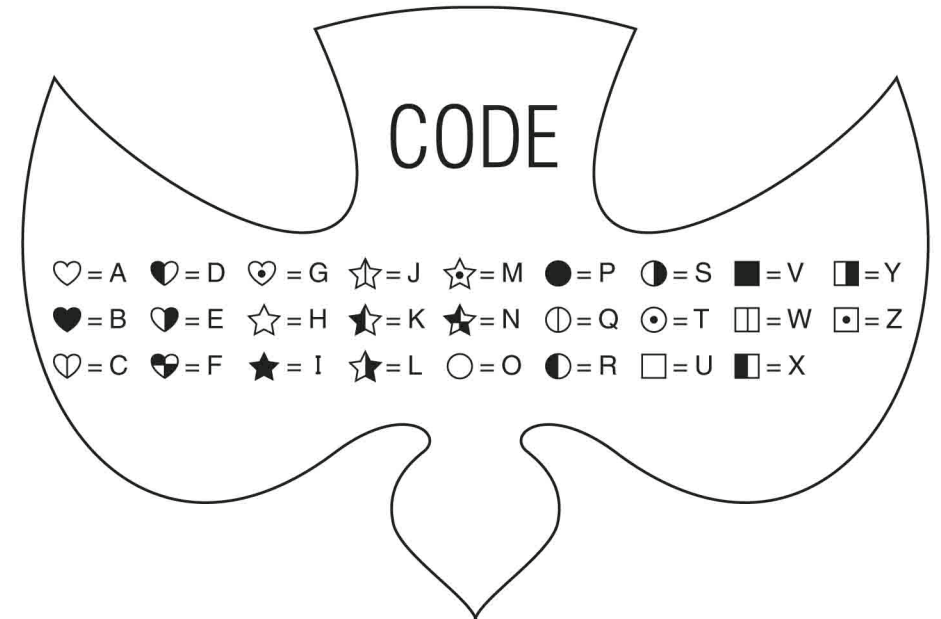 CODE
♡ = A ◐ = D ♡ = G ☆ = J ☆ = M ● = P ◑ = S ■ = V ◨ = Y
♥ = B ♡ = E ☆ = H ☆ = K ☆ = N ⦶ = Q ⊙ = T ◫ = W ⊡ = Z
♡ = C ♡ = F ★ = I ☆ = L ○ = O ◐ = R □ = U ◧ = X